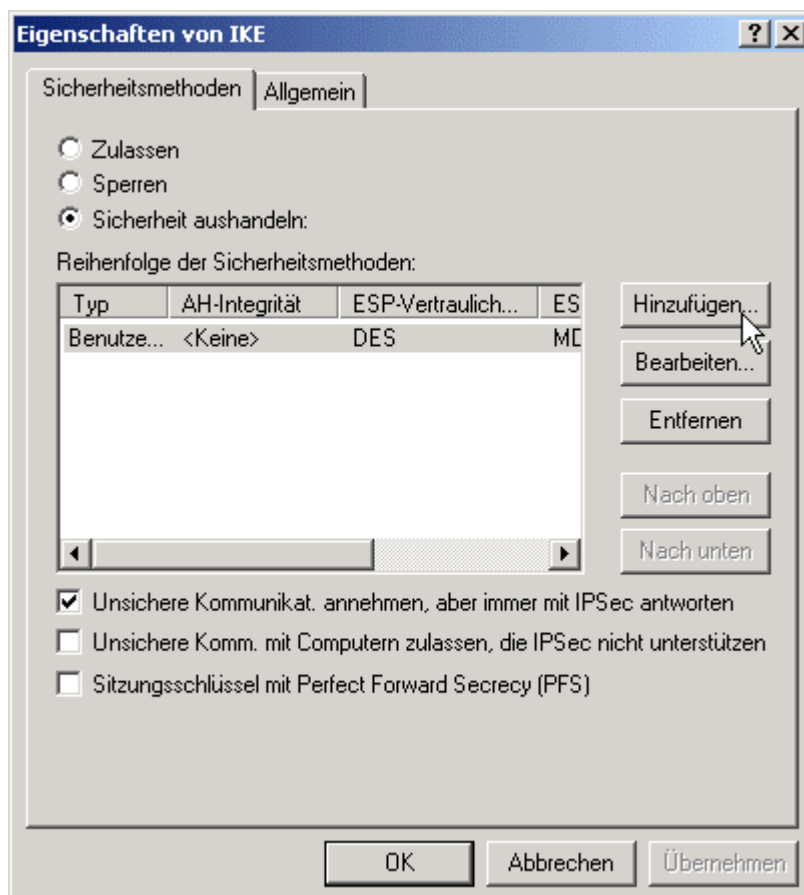 Eigenschaften von IKE
Sicherheitsmethoden Allgemein
Zulassen
Sperren
Sicherheit aushandeln:
Reihenfolge der Sicherheitsmethoden:
Typ AH-Integrität ESP-Vertraulich... ES
Benutze... <Keine> DES MD
Hinzufügen...
Bearbeiten...
Entfernen
Nach oben
Nach unten
Unsichere Kommunikat. annehmen, aber immer mit IPSec antworten
Unsichere Komm. mit Computern zulassen, die IPSec nicht unterstützen
Sitzungsschlüssel mit Perfect Forward Secrecy (PFS)
OK Abbrechen Übernehmen